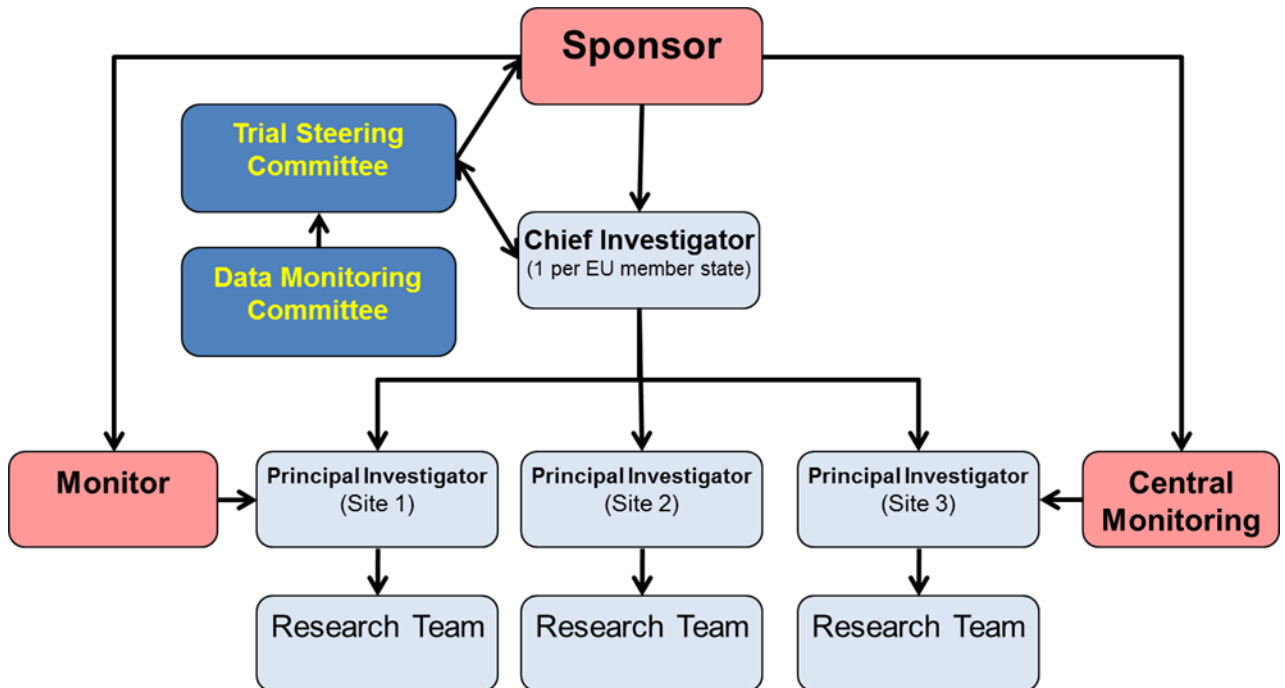 Sponsor
Trial Steering
Committee
Chief Investigator
(1 per EU member state)
Data Monitoring
Committee
Monitor
Principal Investigator
(Site 1)
Principal Investigator
(Site 2)
Principal Investigator
(Site 3)
Central
Monitoring
Research Team
Research Team
Research Team